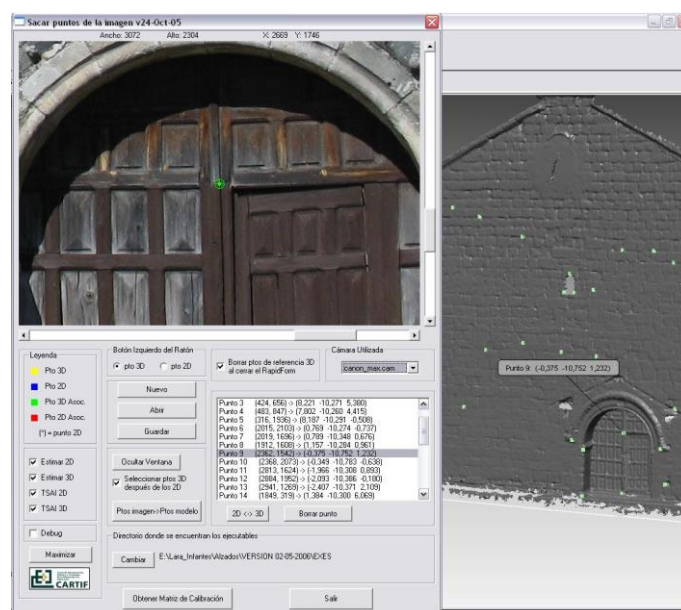 Sacar puntos de la imagen v24-Oct-05
Ancho: 3072 Alto: 2304 X: 2669 Y: 1746
Leyenda
Pto 3D
Pto 2D
Pto 3D Asoc.
Pto 2D Asoc.
(*) = punto 2D
Estimar 2D
Estimar 3D
TSAI 2D
TSAI 3D
Debug
Maximizar
CARTIF
Botón Izquierdo del Ratón
pto 3D pto 2D
Nuevo
Abrir
Guardar
Ocultar Ventana
Seleccionar ptos 3D
después de los 2D
Ptos imagen->Ptos modelo
Borrar ptos de referencia 3D
al cerrar el RapidForm
Cámara Utilizada
canon_max.cam
Punto 3 (424, 656) -> (8,221 -10,271 5,380)
Punto 4 (483, 847) -> (7,802 -10,260 4,415)
Punto 5 (316, 1936) -> (8,187 -10,291 -0,508)
Punto 6 (2015, 2103) -> (0,769 -10,274 -0,737)
Punto 7 (2019, 1696) -> (0,789 -10,348 0,676)
Punto 8 (1912, 1608) -> (1,157 -10,284 0,961)
Punto 9 (2362, 1542) -> (-0,375 -10,752 1,232)
Punto 10 (2368, 2073) -> (-0,349 -10,783 -0,638)
Punto 11 (2813, 1624) -> (-1,966 -10,308 0,893)
Punto 12 (2884, 1952) -> (-2,093 -10,386 -0,180)
Punto 13 (2941, 1269) -> (-2,407 -10,371 2,109)
Punto 14 (1849, 319) -> (1,384 -10,300 6,069)
2D <-> 3D
Borrar punto
Directorio donde se encuentran los ejecutables
Cambiar E:\Lara_Infantes\Alzados\VERSION 02-05-2006\EXES
Obtener Matriz de Calibración
Salir
Punto 9: (-0,375 -10,752 1,232)